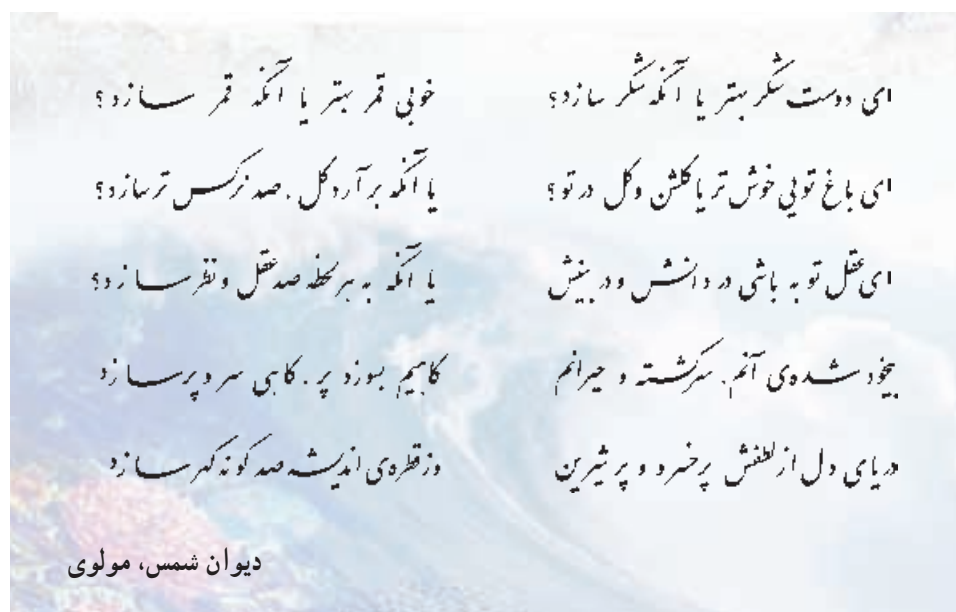 ای دوست شکر بهتر یا آنکه شکر سازد؟ خوبی قمر بهتر یا آنکه قمر سازد؟
ای باغ تویی خوش تر یا گلشن و گل در تو؟ یا آنکه برآرد گل، صد نرگس تر سازد؟
ای عقل تو به باشی در دانش و در بینش یا آنکه به هر لحظه صد عقل و نظر سازد؟
بیخود شده‌ی آنم، سرگشته و حیرانم گاهیم بسوزد پر، گاهی سر و پر سازد
دریای دل از لطفش پر خسرو و پر شیرین وز قطره‌ی اندیشه صد گونه گهر سازد
دیوان شمس، مولوی